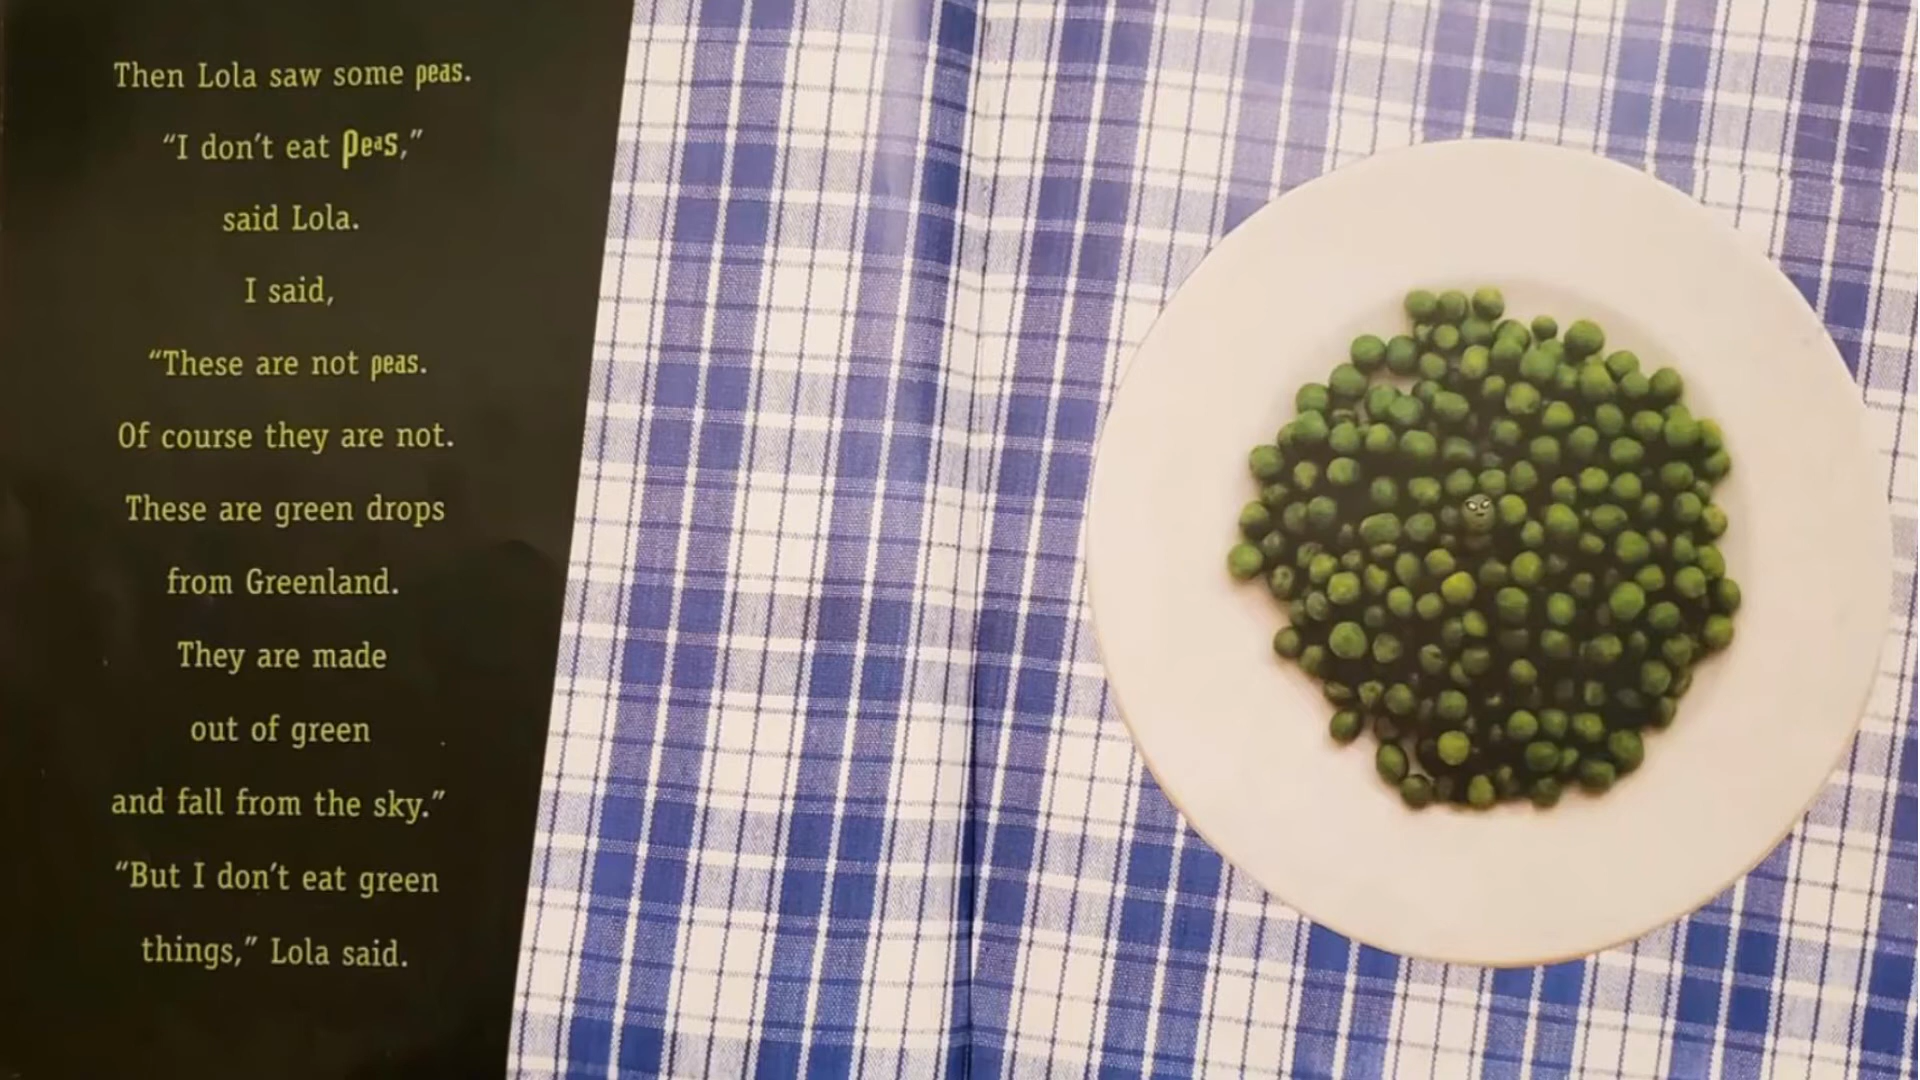 Then Lola saw some peas.
“I don’t eat peas,”
said Lola.
I said,
“These are not peas.
Of course they are not.
These are green drops
from Greenland.
They are made
out of green
and fall from the sky.”
“But I don’t eat green
things,” Lola said.